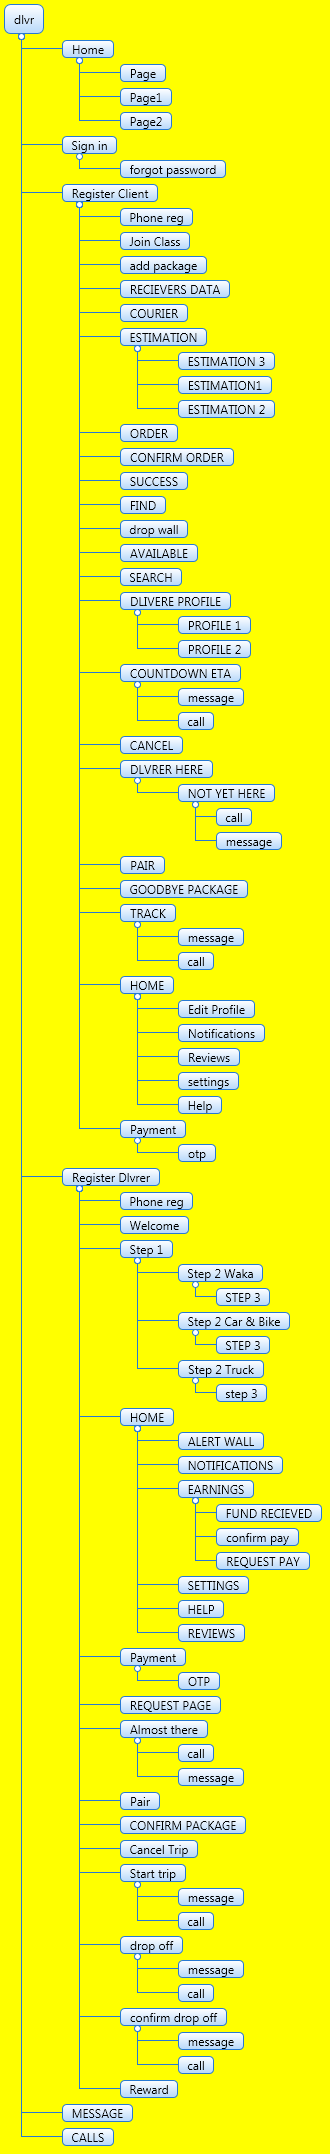 dlvr
Home
Page
Page1
Page2
Sign in
forgot password
Register Client
Phone reg
Join Class
add package
RECIEVERS DATA
COURIER
ESTIMATION
ESTIMATION 3
ESTIMATION1
ESTIMATION 2
ORDER
CONFIRM ORDER
SUCCESS
FIND
drop wall
AVAILABLE
SEARCH
DLIVERE PROFILE
PROFILE 1
PROFILE 2
COUNTDOWN ETA
message
call
CANCEL
DLVRER HERE
NOT YET HERE
call
message
PAIR
GOODBYE PACKAGE
TRACK
message
call
HOME
Edit Profile
Notifications
Reviews
settings
Help
Payment
otp
Register Dlvrer
Phone reg
Welcome
Step 1
Step 2 Waka
STEP 3
Step 2 Car & Bike
STEP 3
Step 2 Truck
step 3
HOME
ALERT WALL
NOTIFICATIONS
EARNINGS
FUND RECIEVED
confirm pay
REQUEST PAY
SETTINGS
HELP
REVIEWS
Payment
OTP
REQUEST PAGE
Almost there
call
message
Pair
CONFIRM PACKAGE
Cancel Trip
Start trip
message
call
drop off
message
call
confirm drop off
message
call
Reward
MESSAGE
CALLS